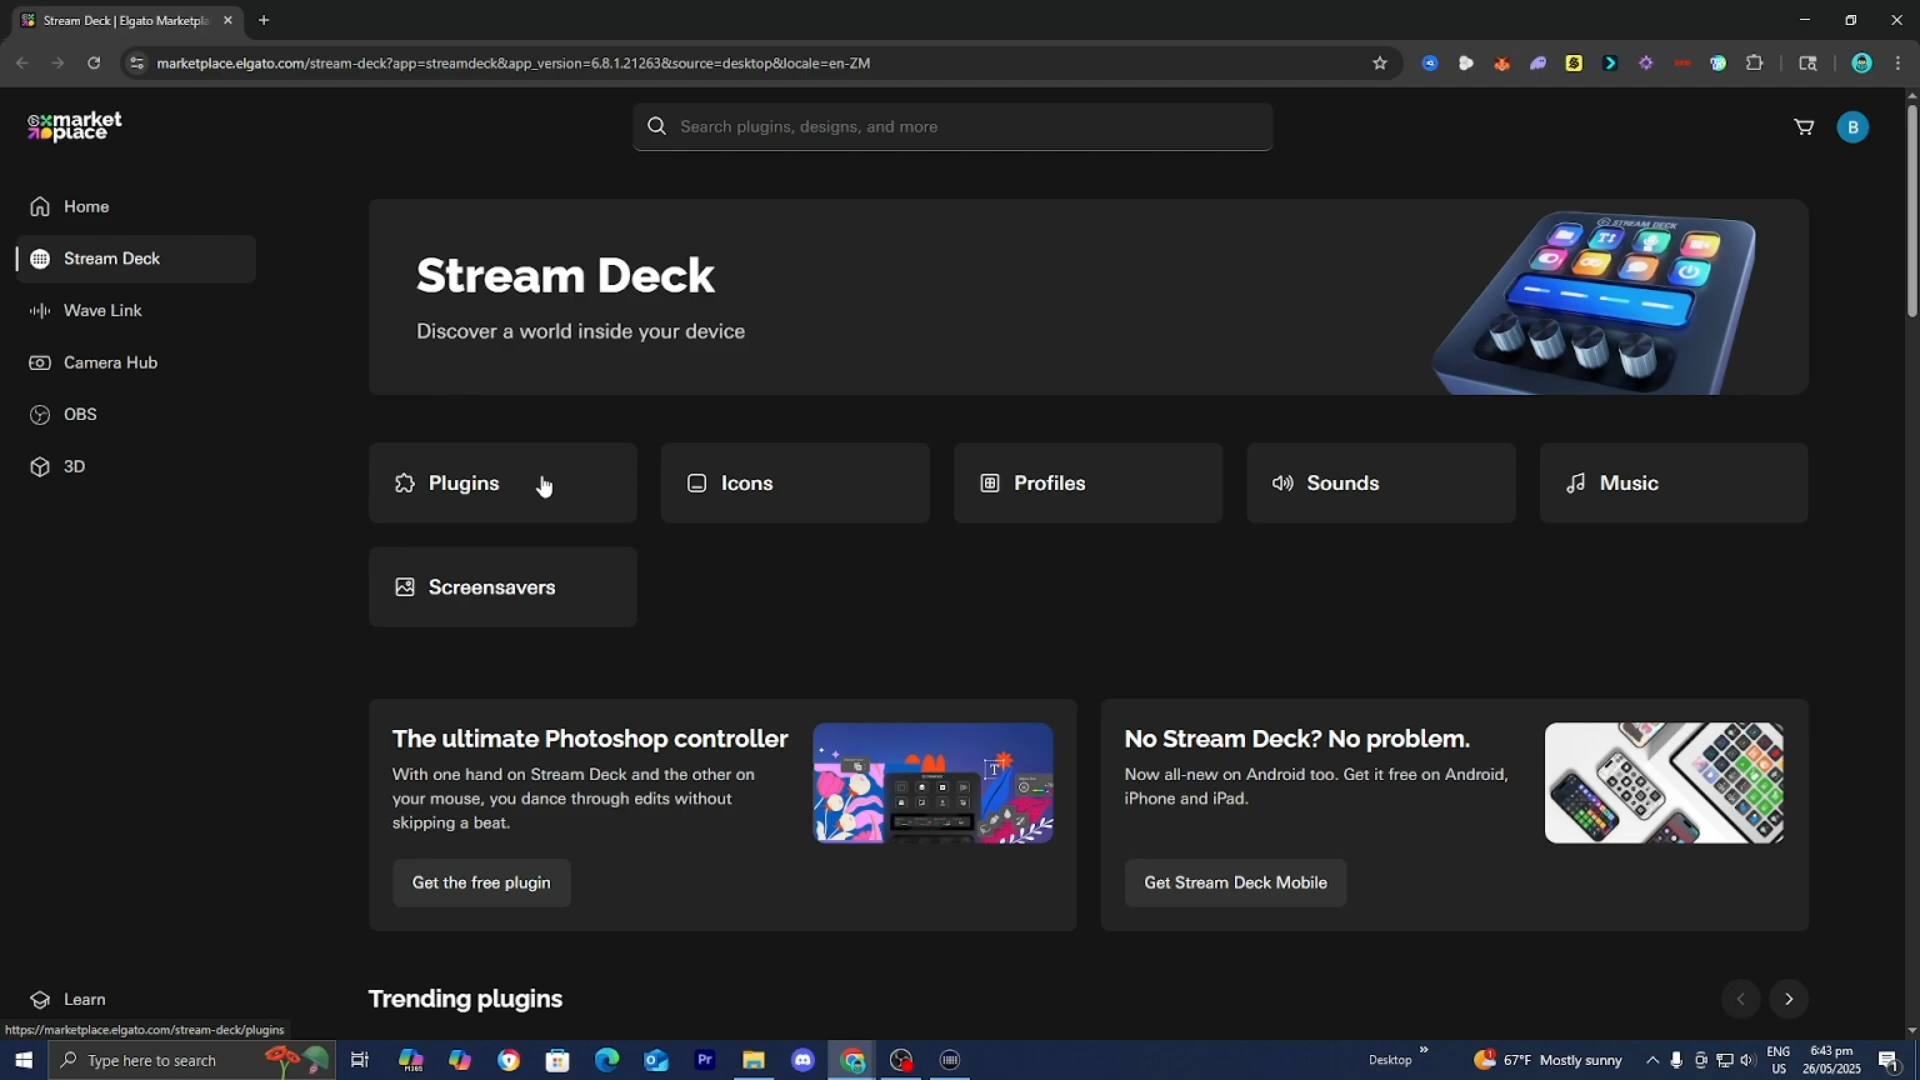 Stream Deck | Elgato Marketpla
marketplace.elgato.com/stream-deck?app=streamdeck&app_version=6.8.1.21263&source=desktop&locale=en-ZM
market
place
Search plugins, designs, and more
B
Home
Stream Deck
Wave Link
Camera Hub
OBS
3D
Stream Deck
Discover a world inside your device
STREAM DECK
Plugins
Icons
Profiles
Sounds
Music
Screensavers
The ultimate Photoshop controller
With one hand on Stream Deck and the other on
your mouse, you dance through edits without
skipping a beat.
Get the free plugin
No Stream Deck? No problem.
Now all-new on Android too. Get it free on Android,
iPhone and iPad.
Get Stream Deck Mobile
Trending plugins
Learn
https://marketplace.elgato.com/stream-deck/plugins
Type here to search
Desktop
67°F Mostly sunny
ENG
US
6:43 pm
26/05/2025